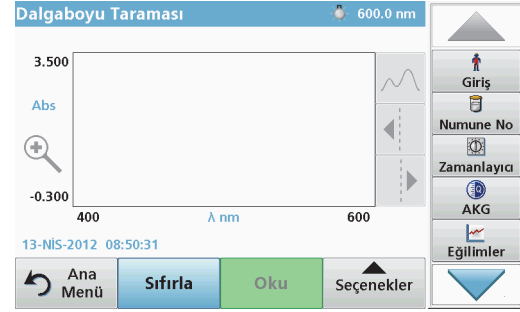 Dalgaboyu Taraması 600.0 nm
3.500
Abs
-0.300
400 λ nm 600
13-NİS-2012 08:50:31
Ana
Menü
Sıfırla
Oku
Seçenekler
Giriş
Numune No
Zamanlayıcı
AKG
Eğilimler